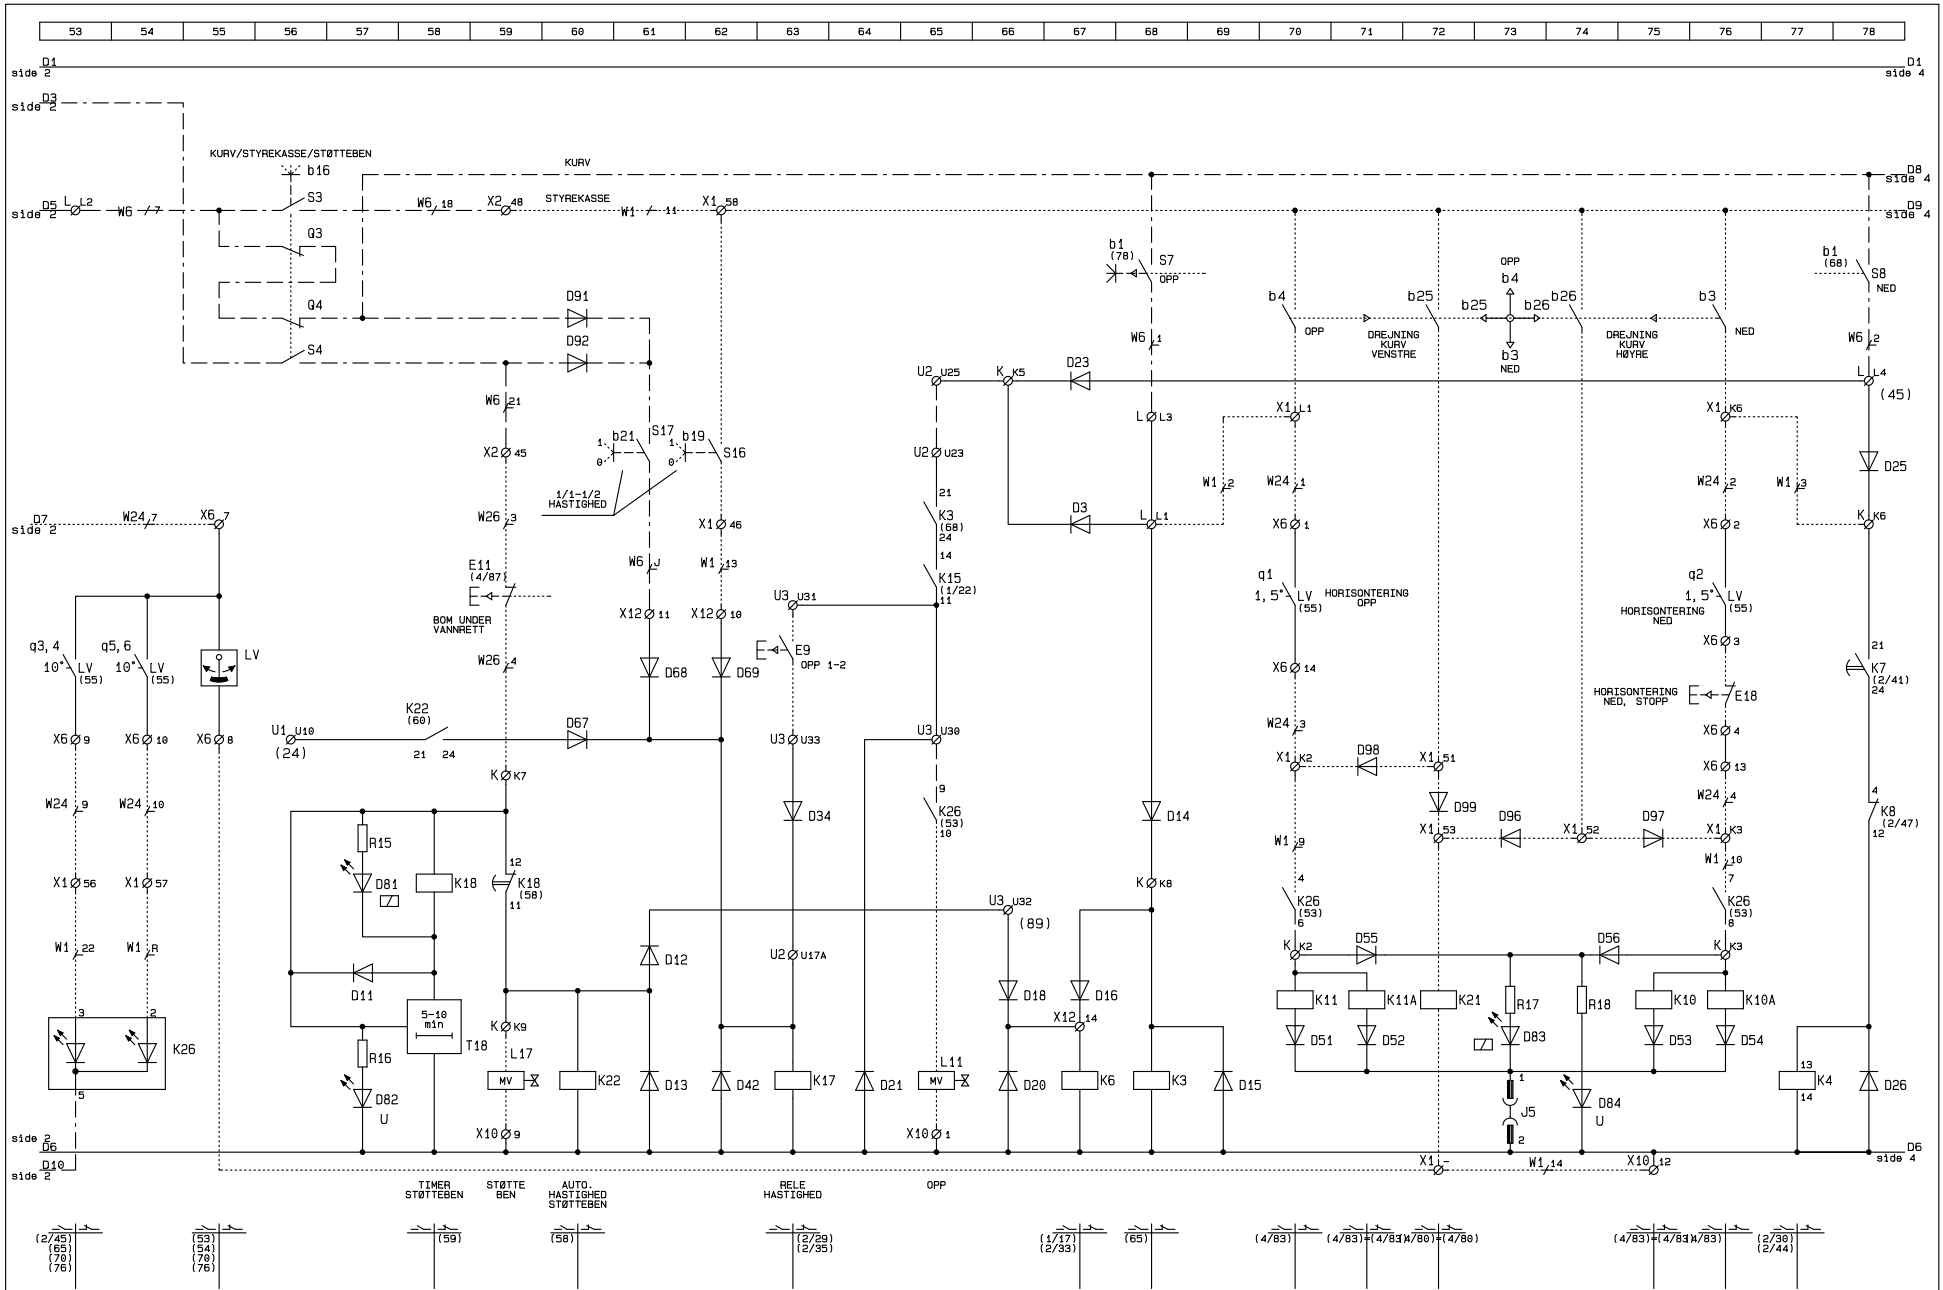 53 54 55 56 57 58 59 60 61 62 63 64 65 66 67 68 69 70 71 72 73 74 75 76 77 78
D1 D1
side 2 side 4
D3
side 2
KURV/STYREKASSE/STØTTEBEN
b16
KURV
D8
side 4
S3
D5 L L2 W6 7 W6 18 X2 48 STYREKASSE W1 11 X1 58 D9
side 2 side 4
Q3
b1
(78)
S7
OPP
b1
(68)
S8
NED
OPP
b4
Q4
D91
b4
OPP
b25
b25 b26
b26
b3
NED
DREJNING
KURV
VENSTRE
b3
NED
DREJNING
KURV
HØYRE
S4
D92
W6 1
W6 2
U2 U25
K K5
D23
L L4
(45)
W6 21
L L3
X1 L1
X1 K6
b21
1
0
S17
b19
1
0
S16
X2 45
U2 U23
D25
1/1-1/2
HASTIGHED
W1 2
W24 1
W24 2
W1 3
D7
side 2
W24 7
X6 7
W26 3
X1 46
21
K3
(68)
24
D3
L L1
X6 1
X6 2
K K6
E11
(4/87)
W6 J
W1 13
14
K15
(1/22)
11
BOM UNDER
VANNRETT
X12 11
X12 10
U3 U31
q1
1,5°
LV
(55)
HORISONTERING
OPP
q2
1,5°
LV
(55)
HORISONTERING
NED
X6 3
q3,4
10°
LV
(55)
q5,6
10°
LV
(55)
LV
W26 4
D68
D69
E9
OPP 1-2
X6 14
21
K7
(2/41)
24
HORISONTERING
NED, STOPP
E18
X6 9
X6 10
X6 8
U1 U10
(24)
K22
(60)
21 24
D67
U3 U33
U3 U30
W24 3
X6 4
X1 K2
D98
X1 51
X6 13
K K7
W24 9
W24 10
D34
9
K26
(53)
10
D14
D99
W24 4
4
K8
(2/47)
12
R15
X1 53
D96
X1 52
D97
X1 K3
W1 9
W1 10
X1 56
X1 57
D81
K18
12
K18
(58)
11
K K8
4
K26
(53)
6
7
K26
(53)
8
U3 U32
(89)
W1 22
W1 R
D12
U2 U17A
K K2
D55
D56
K K3
D11
D18
D16
K11
K11A
K21
R17
R18
K10
K10A
3 2
K26
5
5-10
min
T18
K K9
X12 14
D51
D52
D83
D53
D54
R16
L17
MV
K22
D13
D42
K17
D21
L11
MV
D20
K6
K3
D15
13
K4
14
D26
D82
U
1
J5
2
D84
U
side 2
D6
X10 9
X10 1
D6
side 4
D10
side 2
X1 -
W1 14
X10 12
TIMER
STØTTEBEN
STØTTE
BEN
AUTO.
HASTIGHED
STØTTEBEN
RELE
HASTIGHED
OPP
(2/45)
(65)
(70)
(76)
(53)
(54)
(70)
(76)
(59)
(58)
(2/29)
(2/35)
(1/17)
(2/33)
(65)
(4/83)
(4/83)=(4/83)
(4/80)=(4/80)
(4/83)=(4/83)
(4/83)
(2/30)
(2/44)